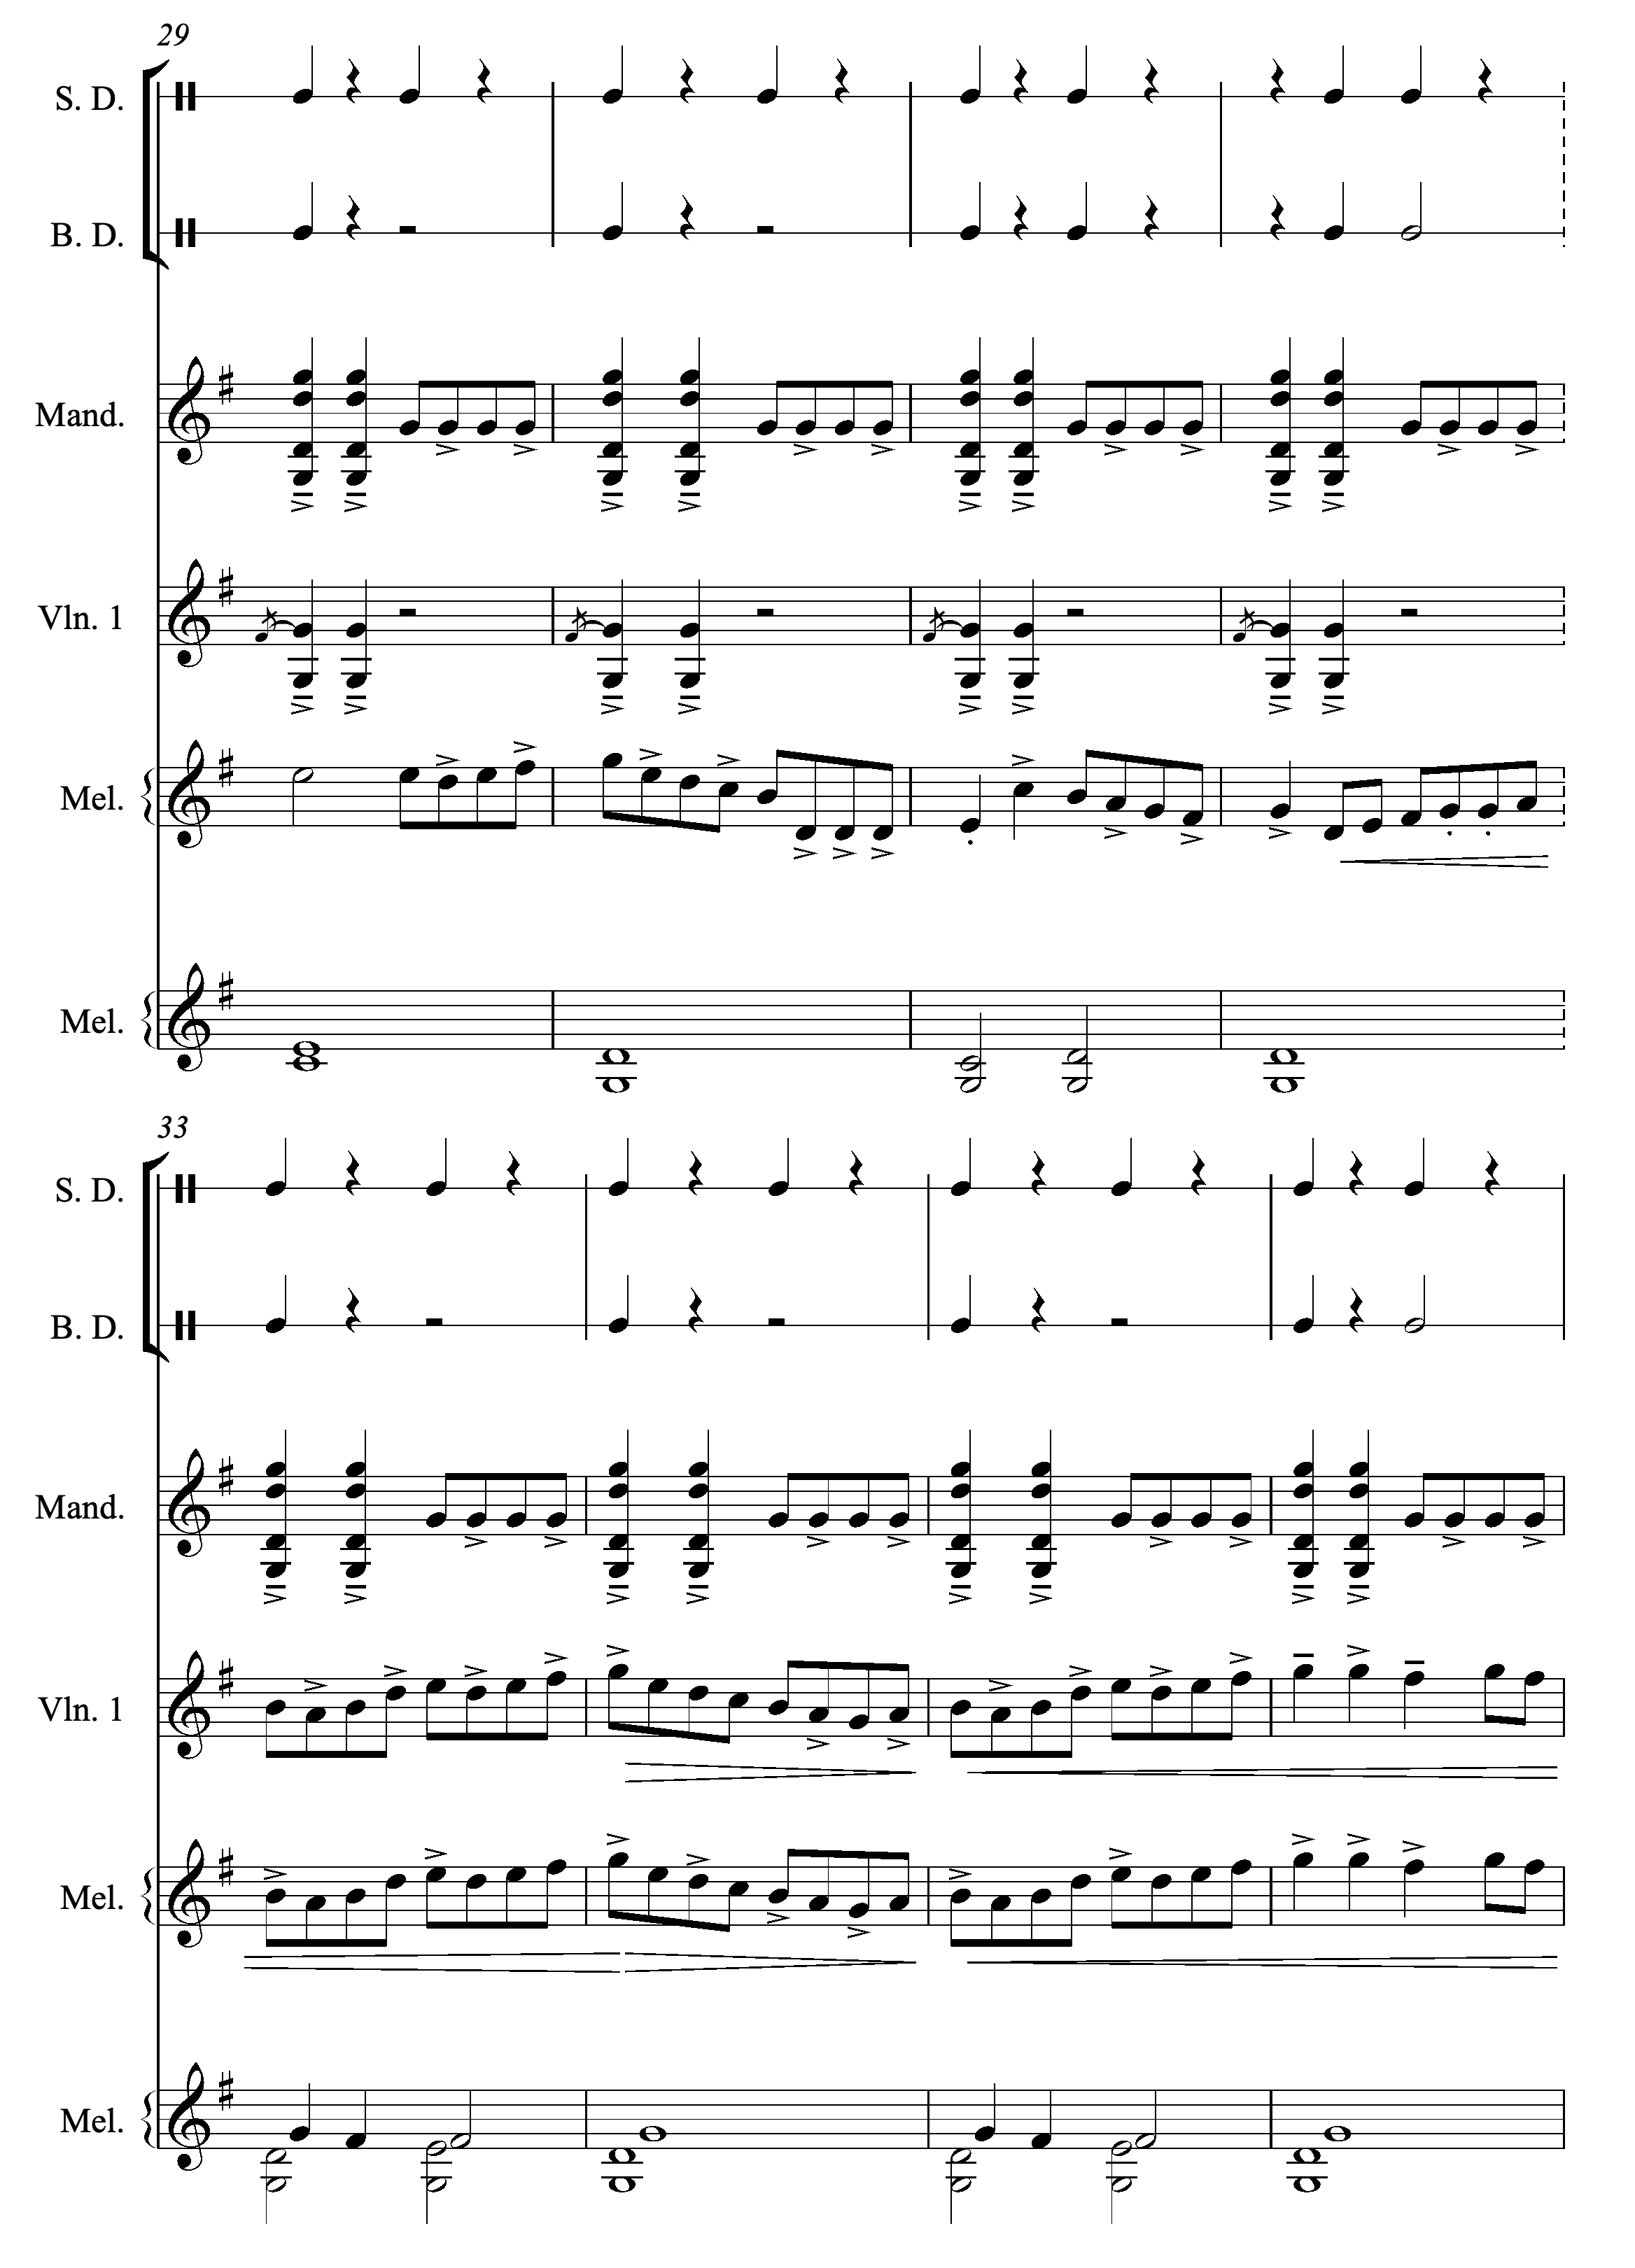 29
S. D.
B. D.
Mand.
Vln. 1
Mel.
Mel.
33
S. D.
B. D.
Mand.
Vln. 1
Mel.
Mel.